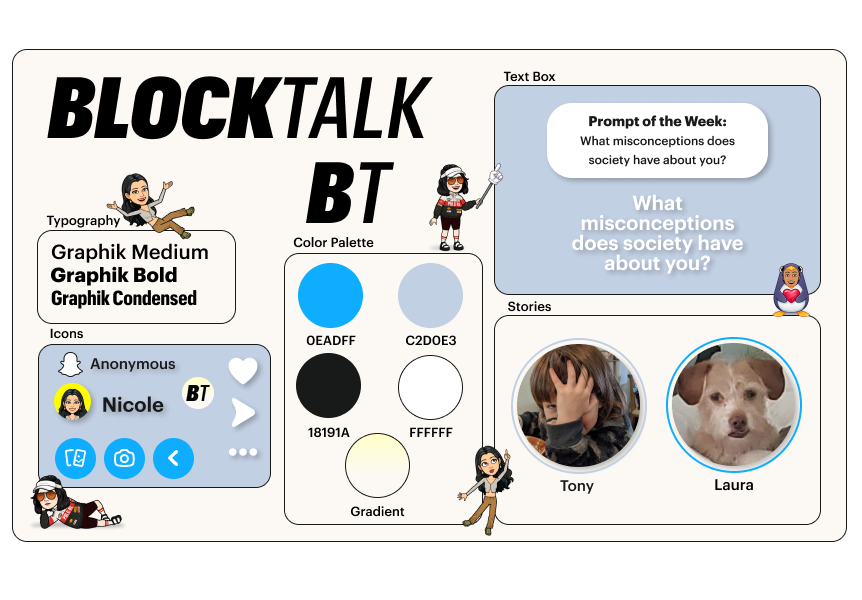 BLOCKTALK
BT
Typography
Graphik Medium
Graphik Bold
Graphik Condensed
Icons
Anonymous
Nicole
BT
Color Palette
0EADFF
C2D0E3
18191A
FFFFFF
Gradient
Text Box
Prompt of the Week:
What misconceptions does
society have about you?
What
misconceptions
does society have
about you?
Stories
Tony
Laura